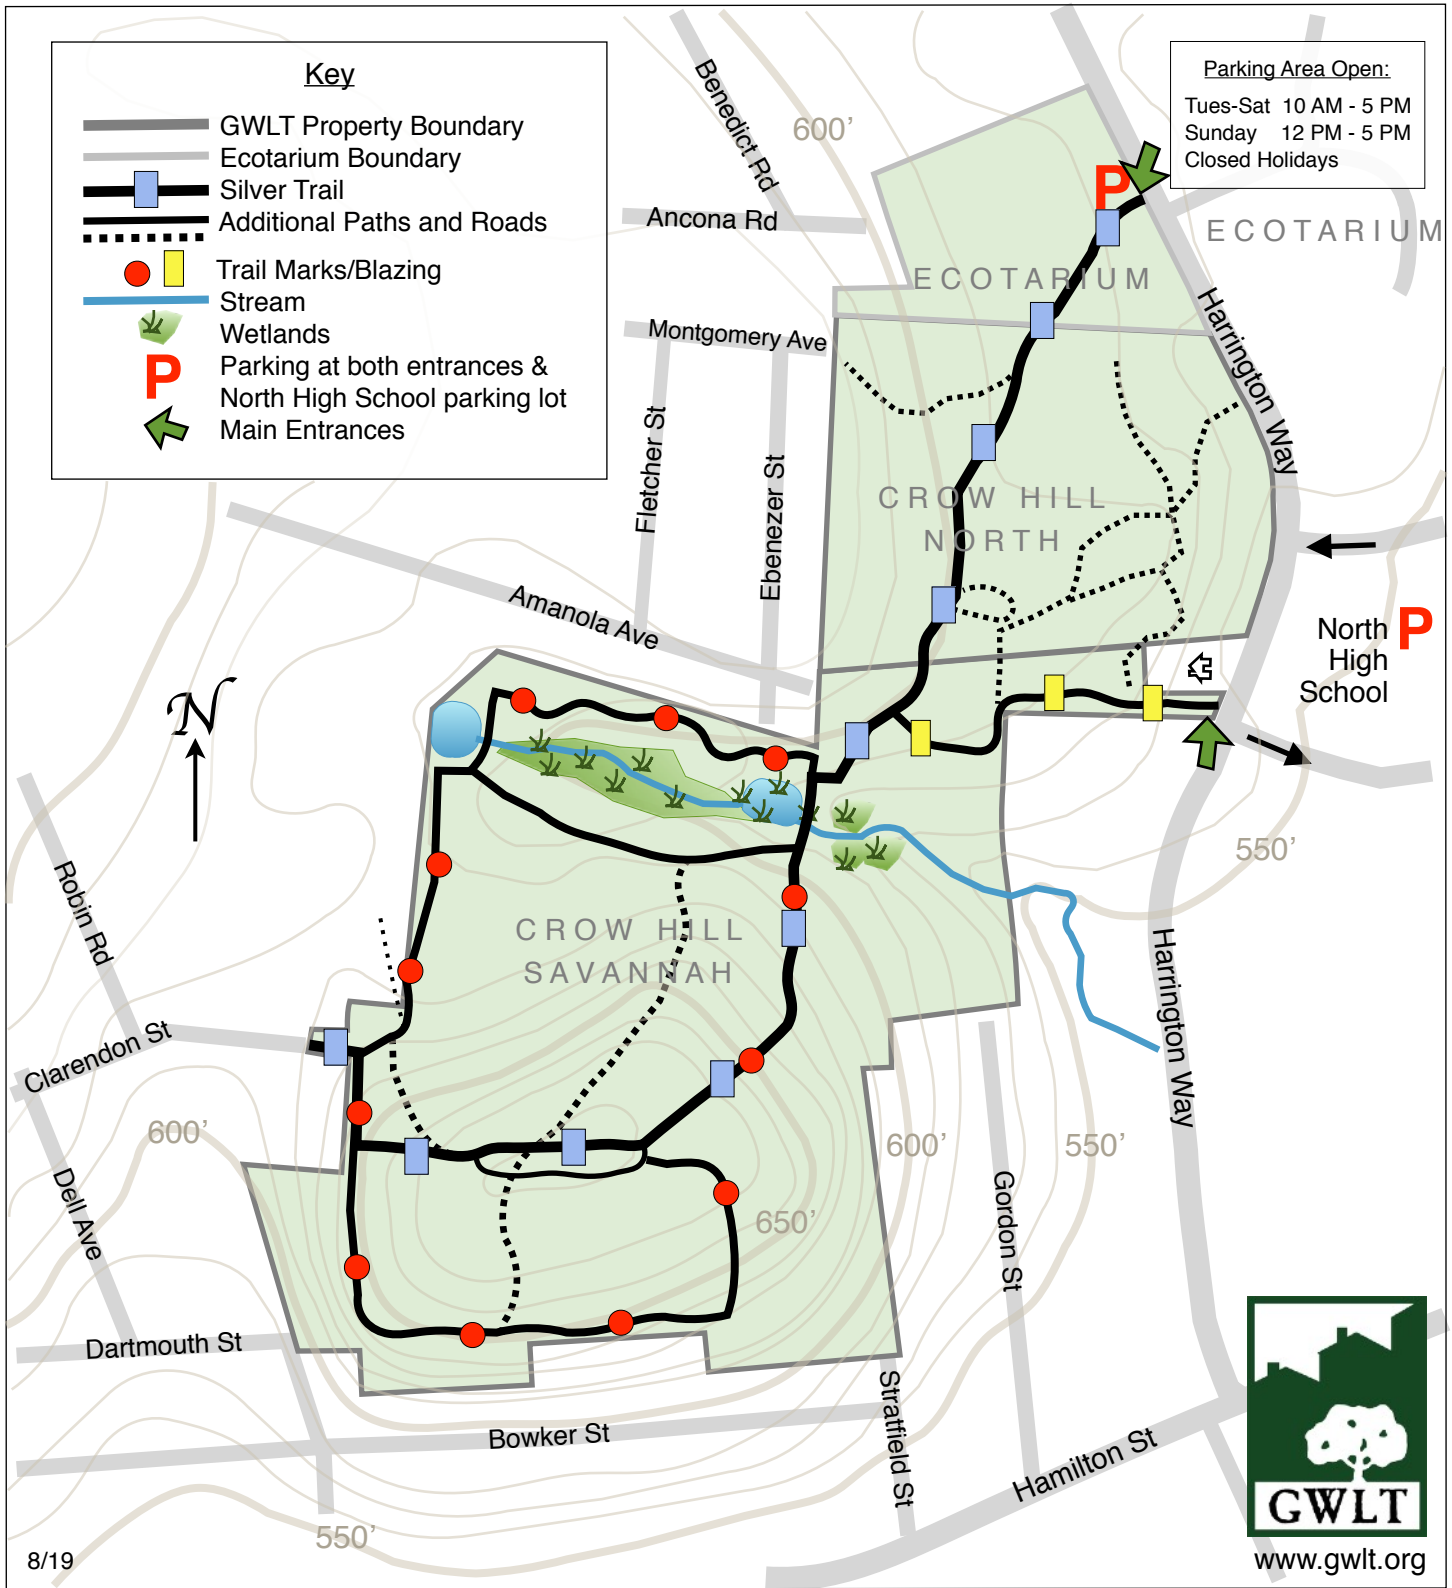 Key
GWLT Property Boundary
Ecotarium Boundary
Silver Trail
Additional Paths and Roads
Trail Marks/Blazing
Stream
Wetlands
P Parking at both entrances &
North High School parking lot
Main Entrances
Parking Area Open:
Tues-Sat 10 AM - 5 PM
Sunday 12 PM - 5 PM
Closed Holidays
Benedict Rd
600’
P
Ancona Rd
ECOTARIUM
ECOTARIUM
Montgomery Ave
Harrington Way
Fletcher St
Ebenezer St
CROW HILL
NORTH
Amanola Ave
North P
High
School
N
550’
Robin Rd
CROW HILL
SAVANNAH
Harrington Way
Clarendon St
600’
600’
550’
Dell Ave
650’
Gordon St
Dartmouth St
Stratfield St
Bowker St
Hamilton St
550’
8/19
GWLT
www.gwlt.org